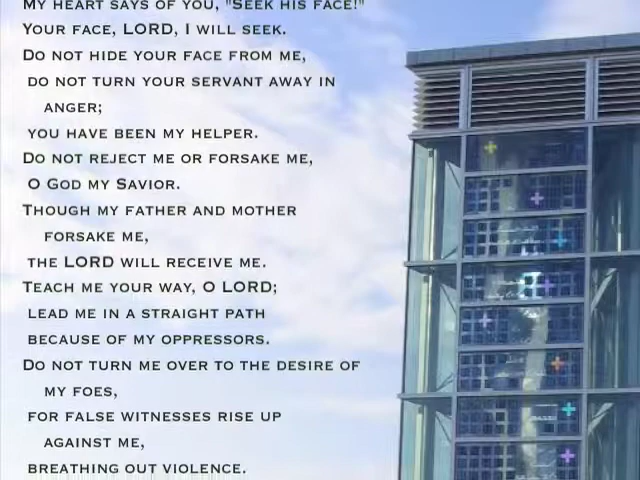 My heart says of you, "Seek his face!"
Your face, LORD, I will seek.
Do not hide your face from me,
do not turn your servant away in
anger;
you have been my helper.
Do not reject me or forsake me,
O God my Savior.
Though my father and mother
forsake me,
the LORD will receive me.
Teach me your way, O LORD;
lead me in a straight path
because of my oppressors.
Do not turn me over to the desire of
my foes,
for false witnesses rise up
against me,
breathing out violence.